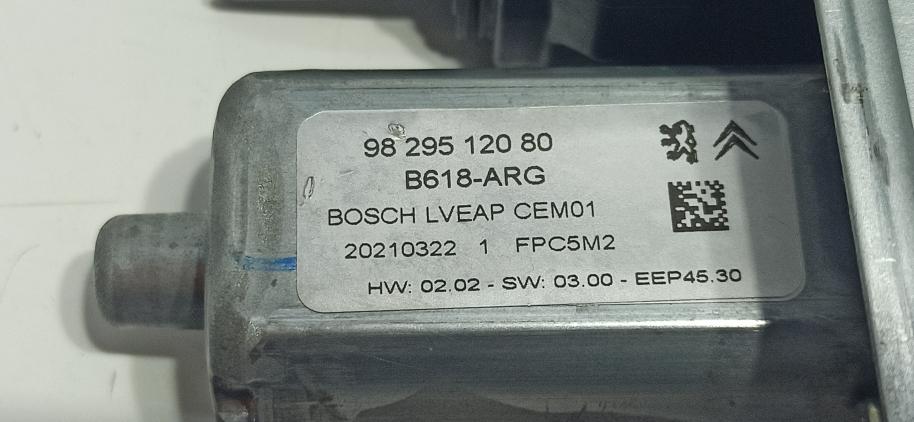 98 295 120 80
B618-ARG
BOSCH LVEAP CEM01
20210322 1 FPC5M2
HW: 02.02 - SW: 03.00 - EEP45.30